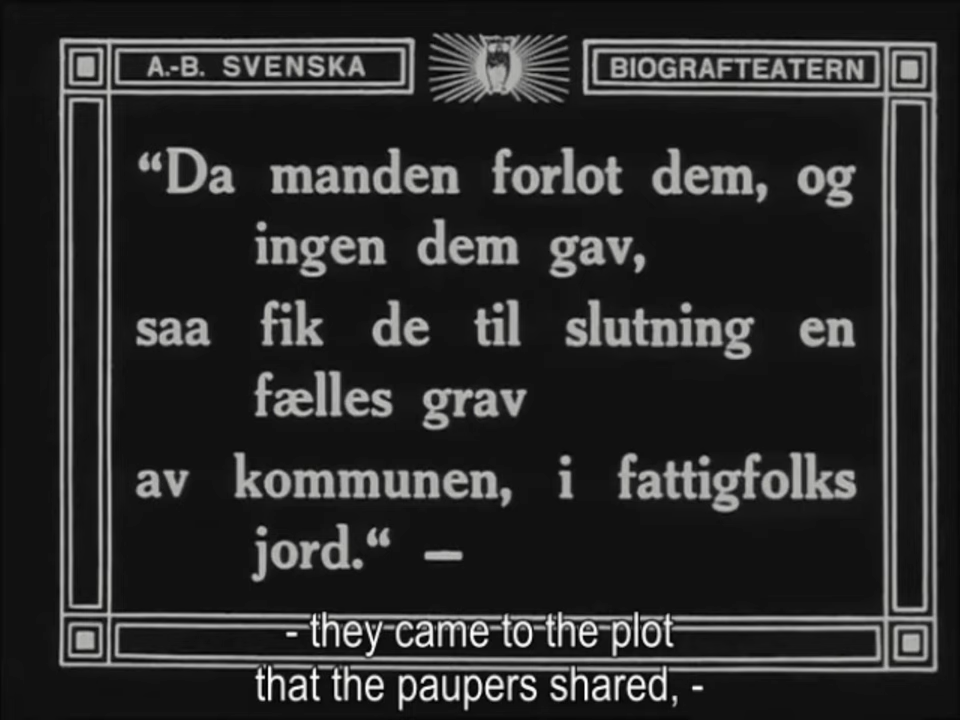 A.-B. SVENSKA
BIOGRAFTEATERN
“Da manden forlot dem, og
ingen dem gav,
saa fik de til slutning en
fælles grav
av kommunen, i fattigfolks
jord.“ —
- they came to the plot
that the paupers shared, -